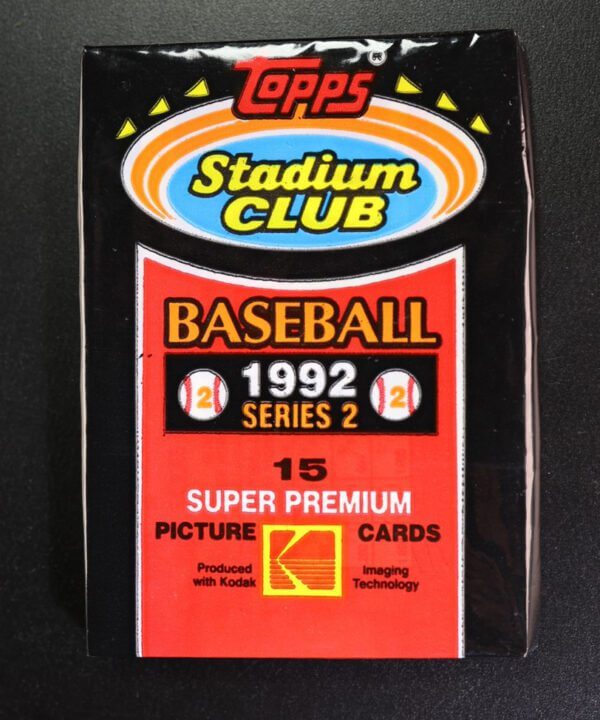 Topps
®
Stadium
CLUB
BASEBALL
2 1992 2
SERIES 2
15
SUPER PREMIUM
PICTURE CARDS
Produced
with Kodak
Imaging
Technology